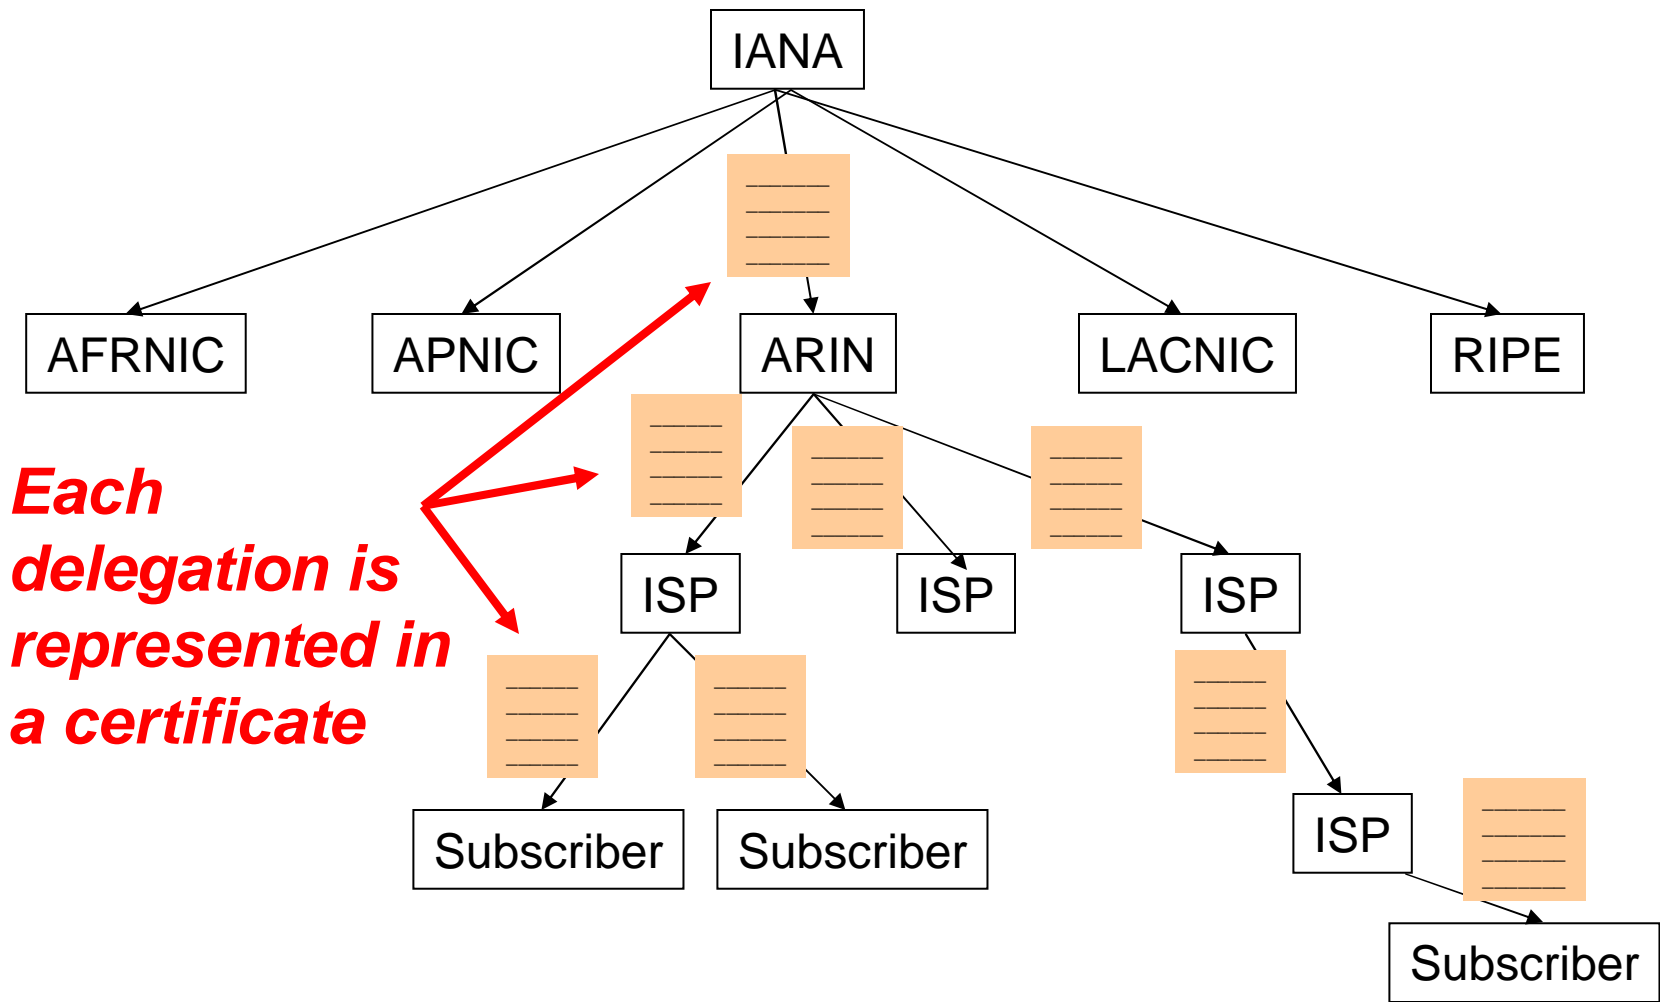 IANA
AFRNIC
APNIC
ARIN
LACNIC
RIPE
Each
delegation is
represented in
a certificate
ISP
ISP
ISP
Subscriber
Subscriber
ISP
Subscriber